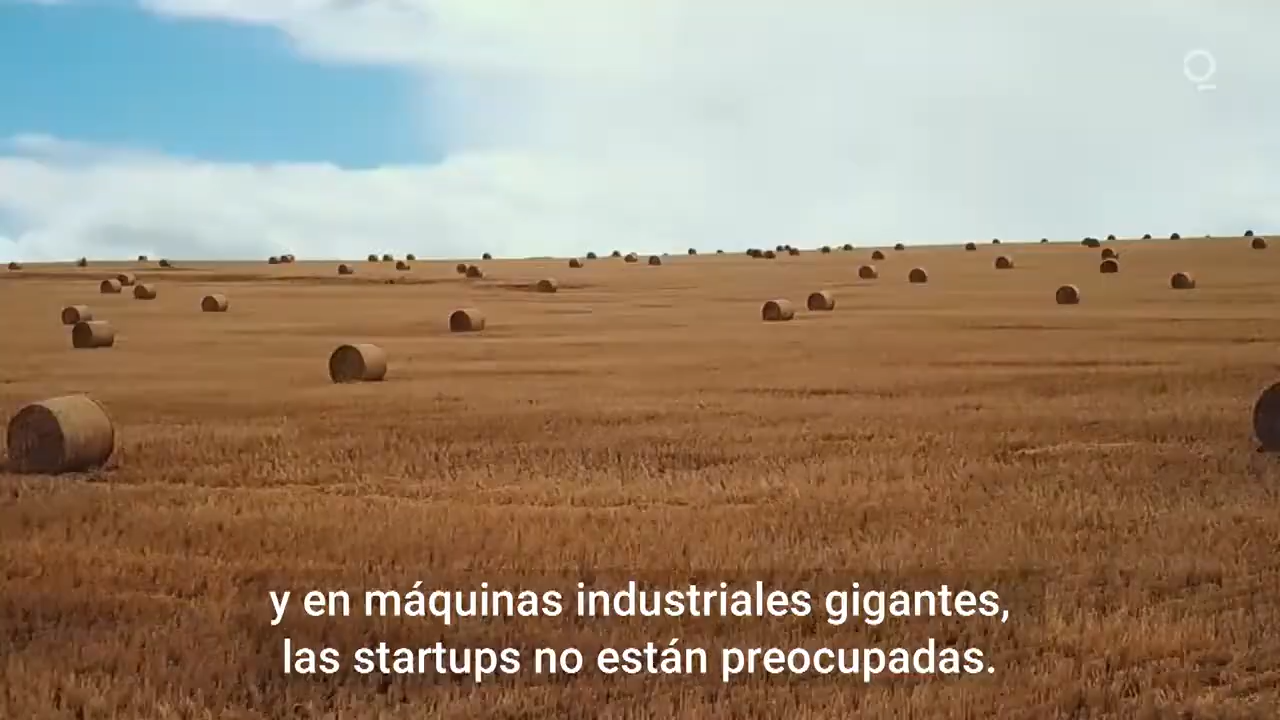 y en máquinas industriales gigantes,
las startups no están preocupadas.